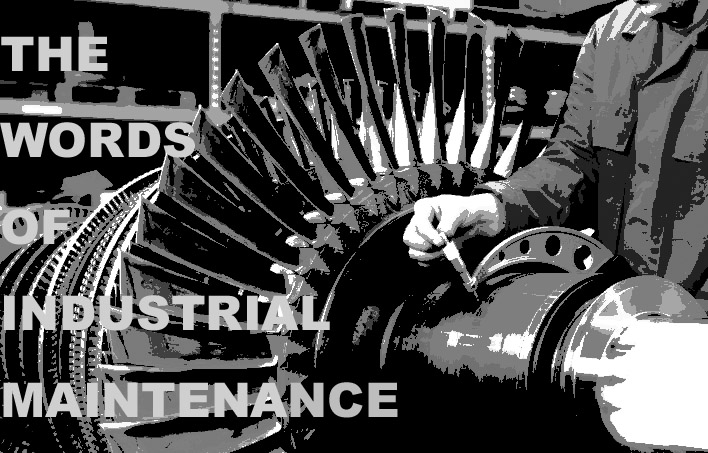 THE
WORDS
OF
INDUSTRIAL
MAINTENANCE